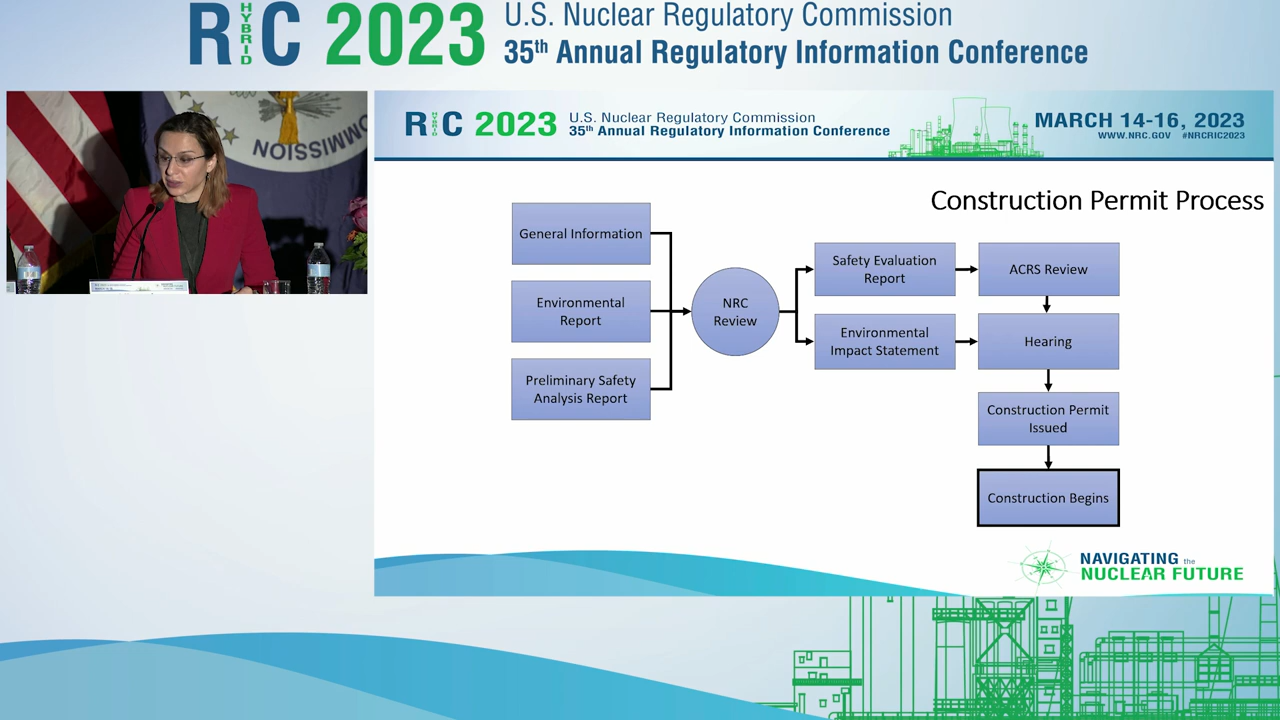 RIC 2023
HYBRID
U.S. Nuclear Regulatory Commission
35th Annual Regulatory Information Conference
OMMISSION
RIC 2023
HYBRID
U.S. Nuclear Regulatory Commission
35th Annual Regulatory Information Conference
MARCH 14-16, 2023
WWW.NRC.GOV #NRCRIC2023
Construction Permit Process
General Information
Environmental
Report
Preliminary Safety
Analysis Report
NRC
Review
Safety Evaluation
Report
Environmental
Impact Statement
ACRS Review
Hearing
Construction Permit
Issued
Construction Begins
NAVIGATING the
NUCLEAR FUTURE